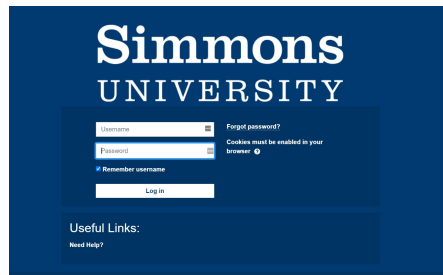 Simmons
UNIVERSITY
Username
Password
Remember username
Log in
Forgot password?
Cookies must be enabled in your
browser
Useful Links:
Need Help?